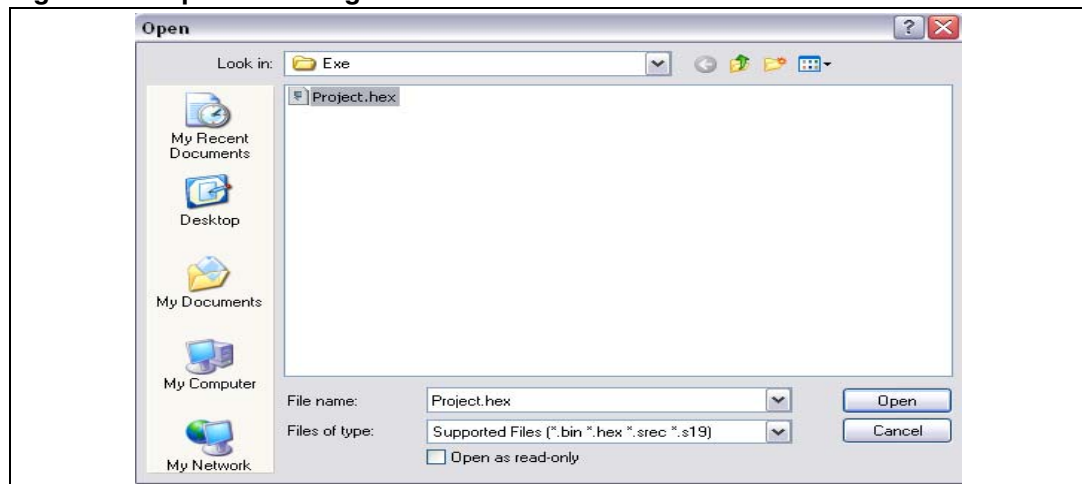 Open
Look in:
Exe
Project.hex
My Recent
Documents
Desktop
My Documents
My Computer
My Network
File name:
Project.hex
Open
Files of type:
Supported Files (*.bin *.hex *.srec *.s19)
Cancel
Open as read-only